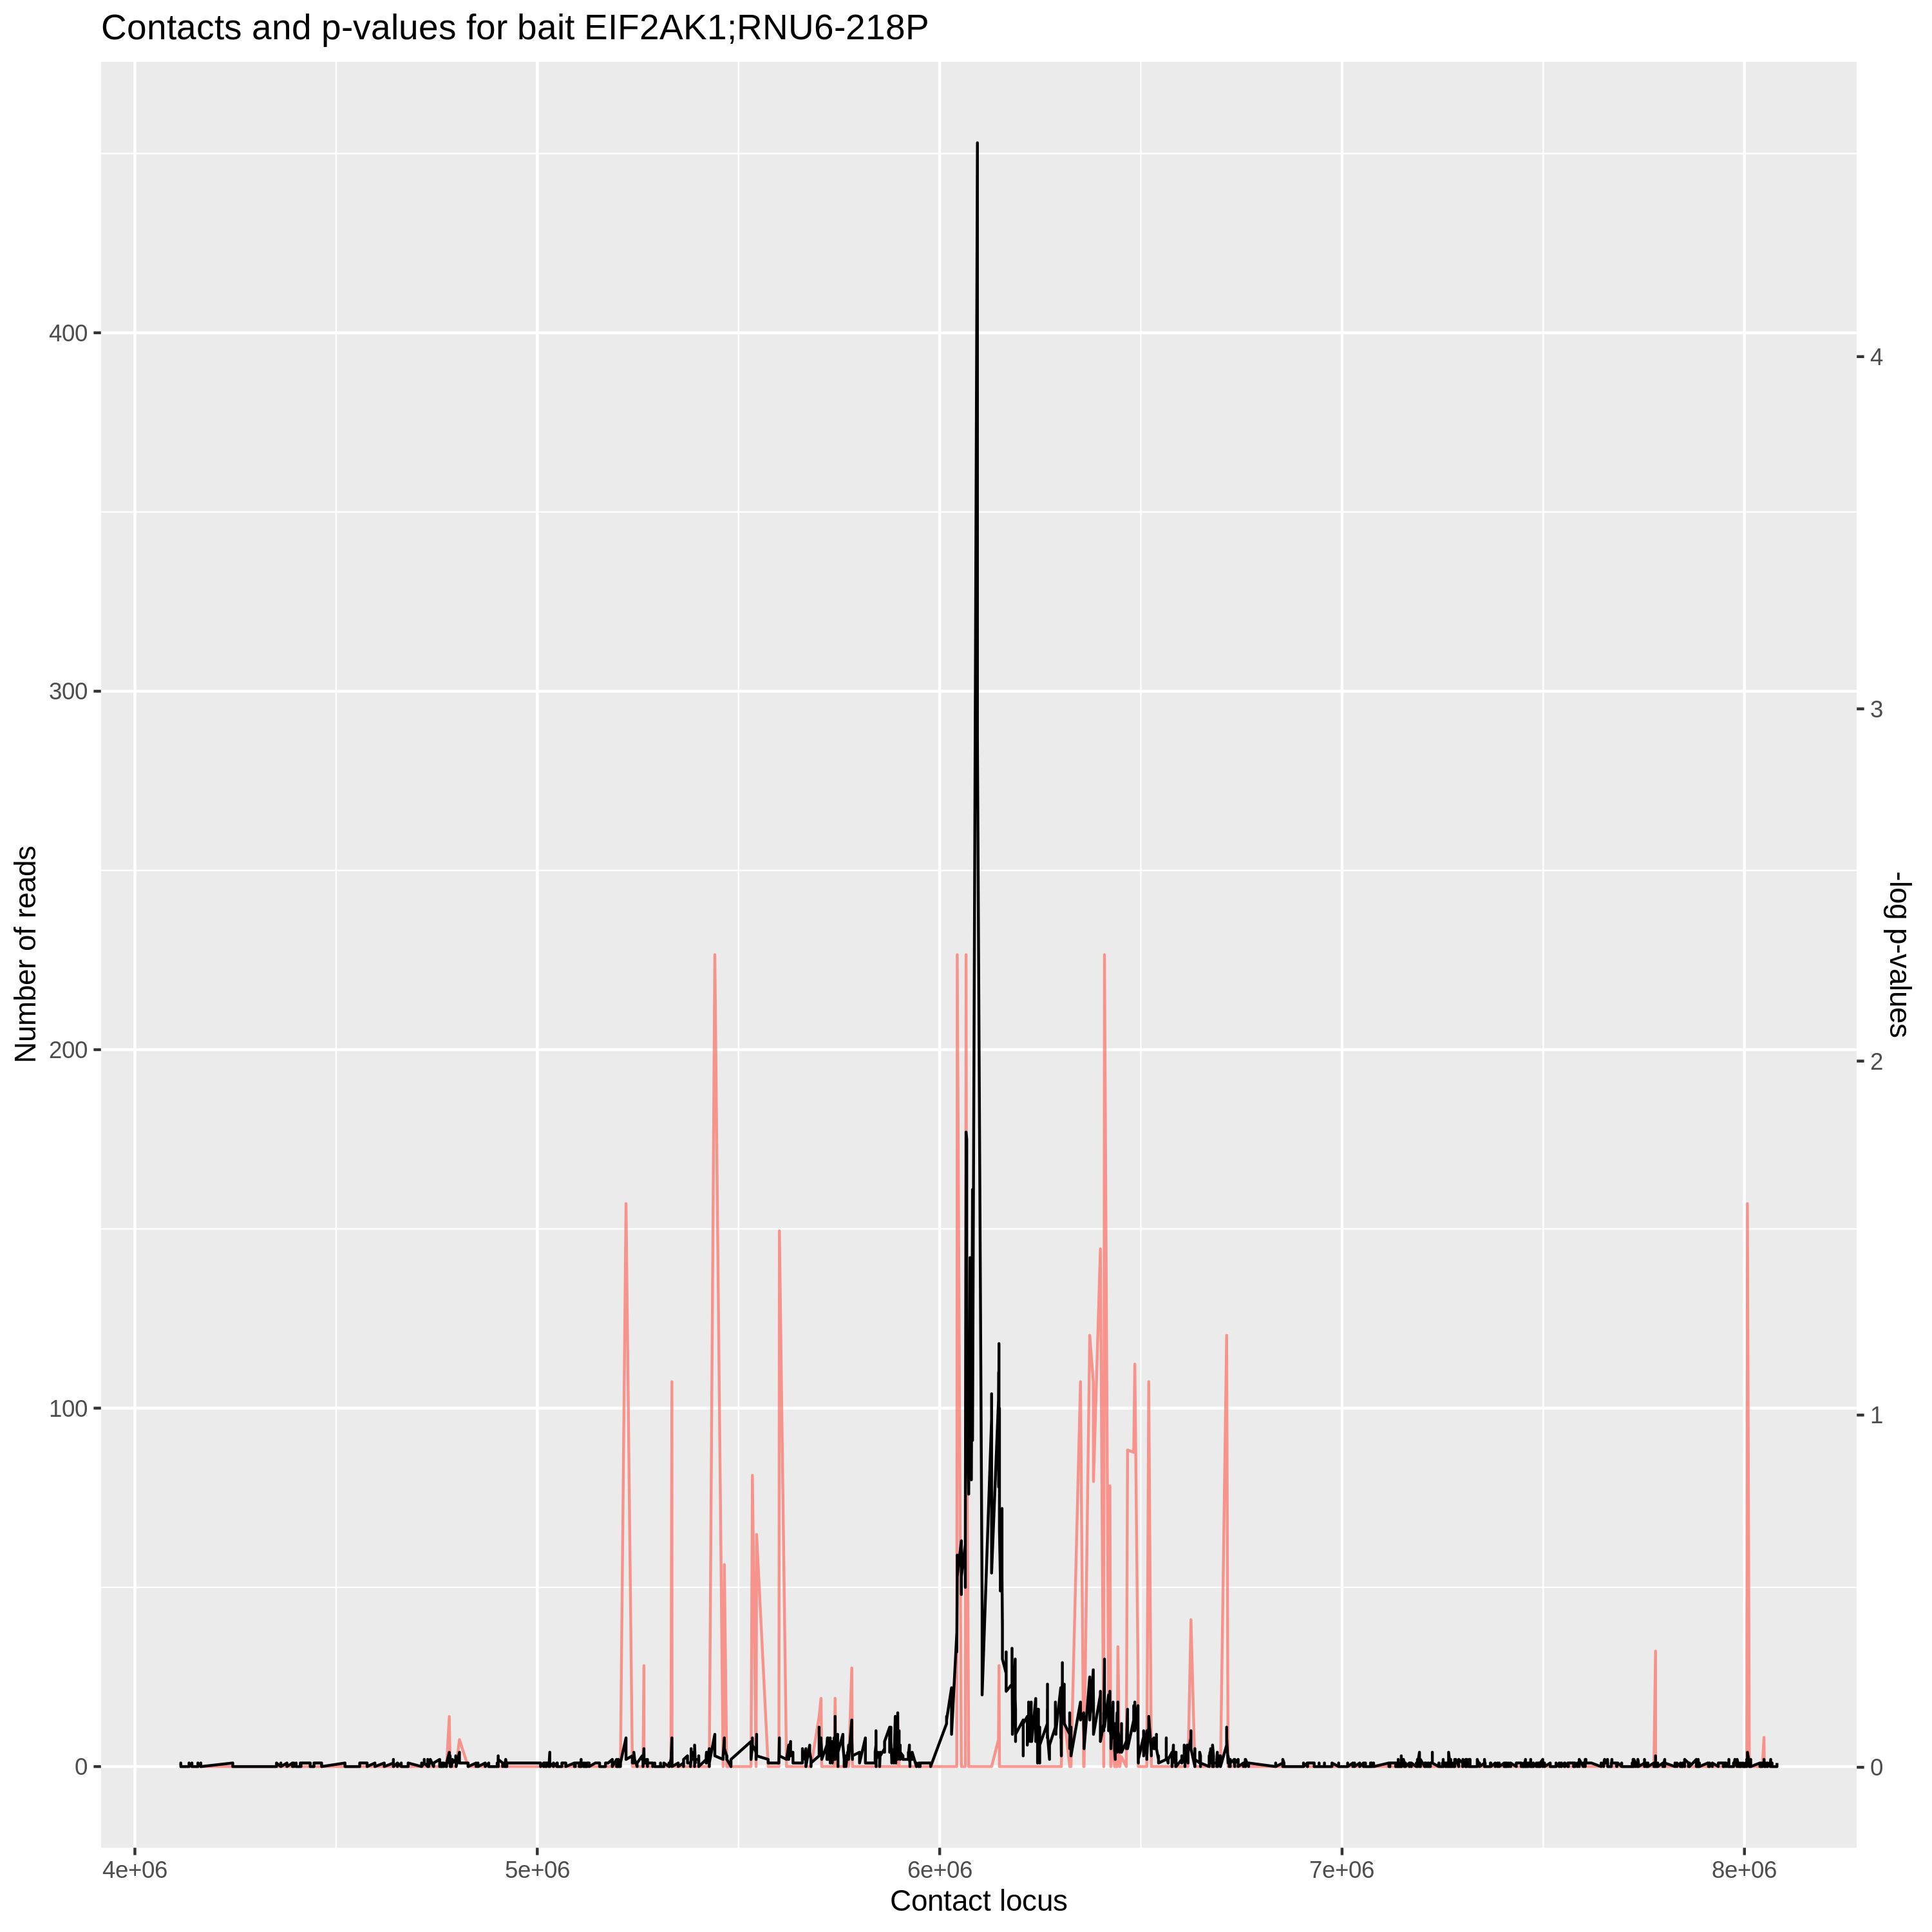 Contacts and p-values for bait EIF2AK1;RNU6-218P
Number of reads
400
300
200
100
0
-log p-values
4
3
2
1
0
4e+06
5e+06
6e+06
7e+06
8e+06
Contact locus